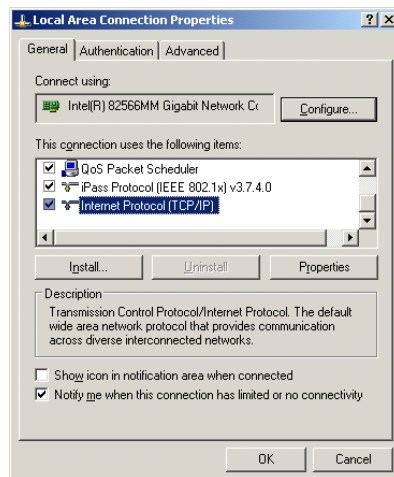 Local Area Connection Properties
General Authentication Advanced
Connect using:
Intel(R) 82566MM Gigabit Network Co
Configure...
This connection uses the following items:
QoS Packet Scheduler
iPass Protocol (IEEE 802.1x) v3.7.4.0
Internet Protocol (TCP/IP)
Install... Uninstall Properties
Description
Transmission Control Protocol/Internet Protocol. The default
wide area network protocol that provides communication
across diverse interconnected networks.
Show icon in notification area when connected
Notify me when this connection has limited or no connectivity
OK Cancel